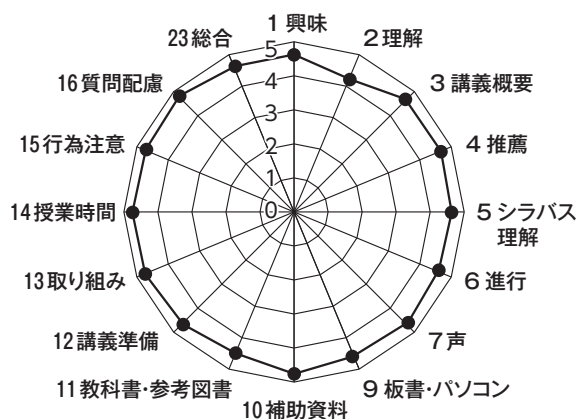 1 興味
2 理解
3 講義概要
4 推薦
5 シラバス
理解
6 進行
7 声
9 板書・パソコン
10 補助資料
11 教科書・参考図書
12 講義準備
13 取り組み
14 授業時間
15 行為注意
16 質問配慮
23 総合
5
4
3
2
1
0